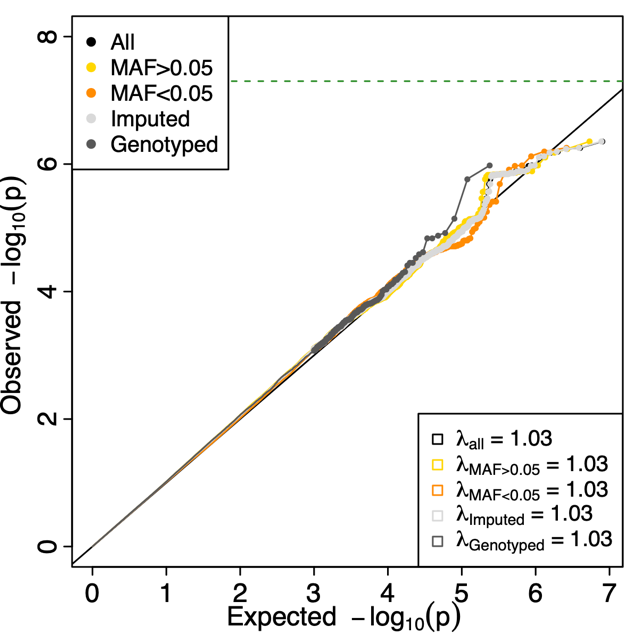 All
MAF>0.05
MAF<0.05
Imputed
Genotyped
Observed −log10(p)
8
6
4
2
0
λall = 1.03
λMAF>0.05 = 1.03
λMAF<0.05 = 1.03
λImputed = 1.03
λGenotyped = 1.03
0 1 2 3 4 5 6 7
Expected −log10(p)